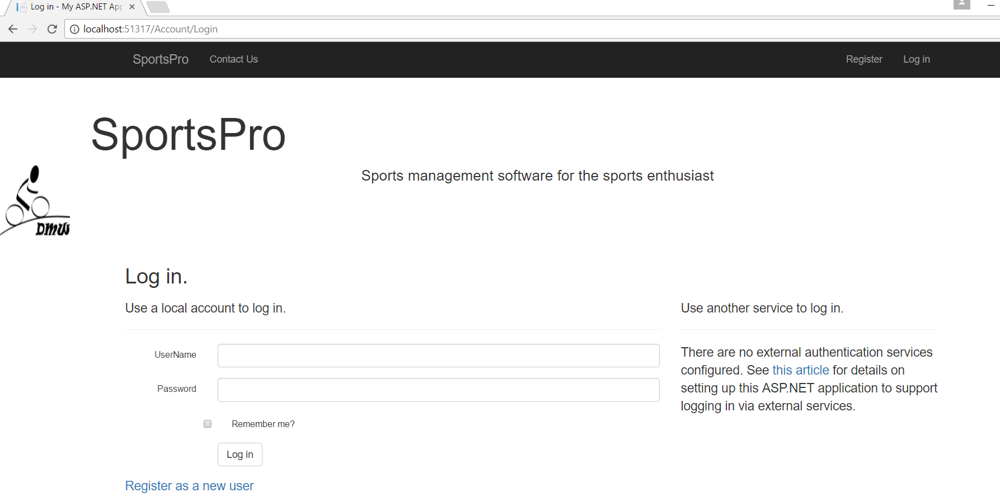 Log in - My ASP.NET App
localhost:51317/Account/Login
SportsPro Contact Us Register Log in
SportsPro
Sports management software for the sports enthusiast
DMW
Log in.
Use a local account to log in.
Use another service to log in.
UserName
Password
Remember me?
Log in
Register as a new user
There are no external authentication services
configured. See this article for details on
setting up this ASP.NET application to support
logging in via external services.